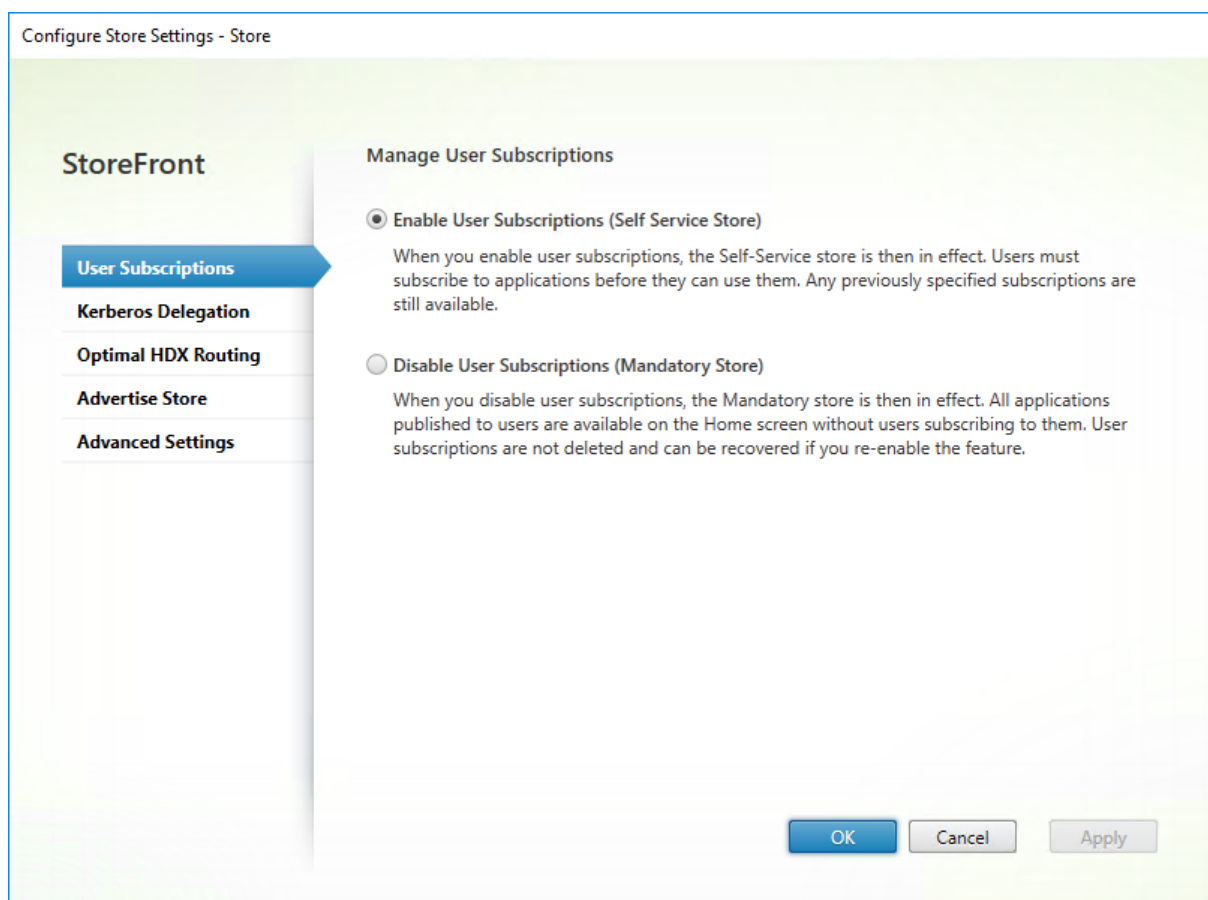 Configure Store Settings - Store
StoreFront
User Subscriptions
Kerberos Delegation
Optimal HDX Routing
Advertise Store
Advanced Settings
Manage User Subscriptions
Enable User Subscriptions (Self Service Store)
When you enable user subscriptions, the Self-Service store is then in effect. Users must
subscribe to applications before they can use them. Any previously specified subscriptions are
still available.
Disable User Subscriptions (Mandatory Store)
When you disable user subscriptions, the Mandatory store is then in effect. All applications
published to users are available on the Home screen without users subscribing to them. User
subscriptions are not deleted and can be recovered if you re-enable the feature.
OK
Cancel
Apply